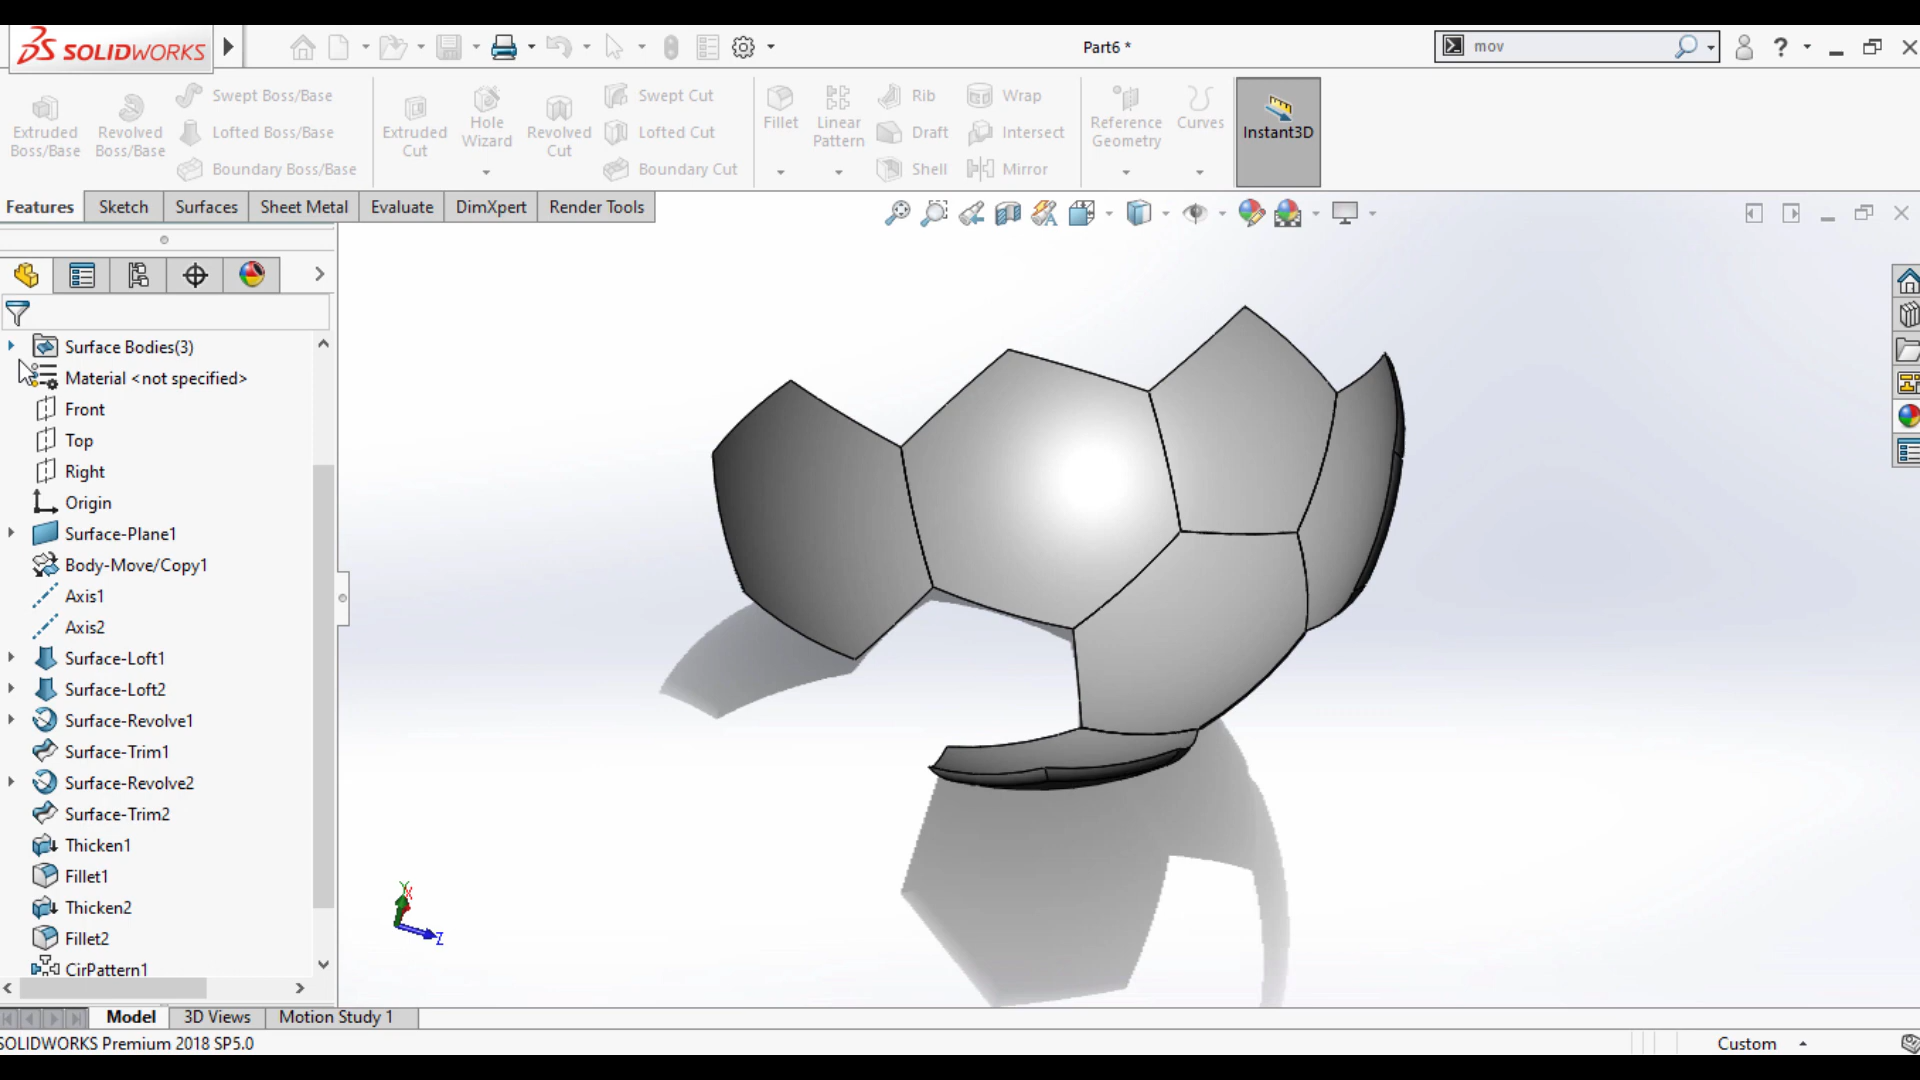 SOLIDWORKS
Part6 *
mov
Extruded Boss/Base
Revolved Boss/Base
Swept Boss/Base
Lofted Boss/Base
Boundary Boss/Base
Extruded Cut
Hole Wizard
Revolved Cut
Swept Cut
Lofted Cut
Boundary Cut
Fillet
Linear Pattern
Rib
Draft
Shell
Wrap
Intersect
Mirror
Reference Geometry
Curves
Instant3D
Features
Sketch
Surfaces
Sheet Metal
Evaluate
DimXpert
Render Tools
Surface Bodies(3)
Material <not specified>
Front
Top
Right
Origin
Surface-Plane1
Body-Move/Copy1
Axis1
Axis2
Surface-Loft1
Surface-Loft2
Surface-Revolve1
Surface-Trim1
Surface-Revolve2
Surface-Trim2
Thicken1
Fillet1
Thicken2
Fillet2
CirPattern1
Y
X
Z
Model
3D Views
Motion Study 1
SOLIDWORKS Premium 2018 SP5.0
Custom